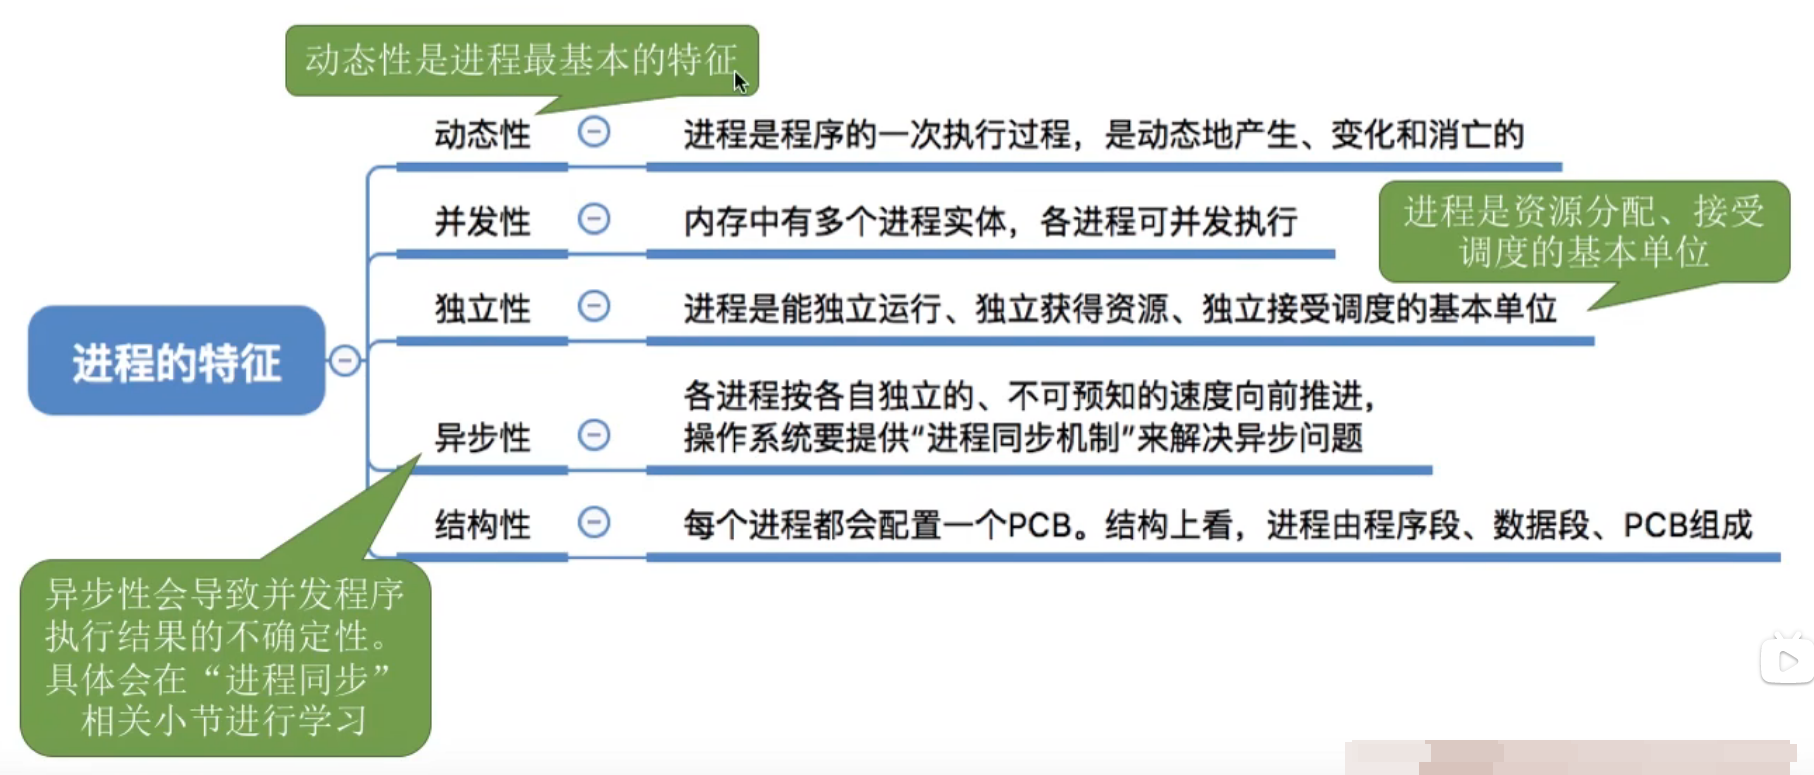 动态性是进程最基本的特征
动态性
进程是程序的一次执行过程，是动态地产生、变化和消亡的
并发性
内存中有多个进程实体，各进程可并发执行
进程是资源分配、接受
调度的基本单位
独立性
进程是能独立运行、独立获得资源、独立接受调度的基本单位
进程的特征
异步性
各进程按各自独立的、不可预知的速度向前推进，
操作系统要提供“进程同步机制”来解决异步问题
结构性
每个进程都会配置一个PCB。结构上看，进程由程序段、数据段、PCB组成
异步性会导致并发程序
执行结果的不确定性。
具体会在“进程同步”
相关小节进行学习